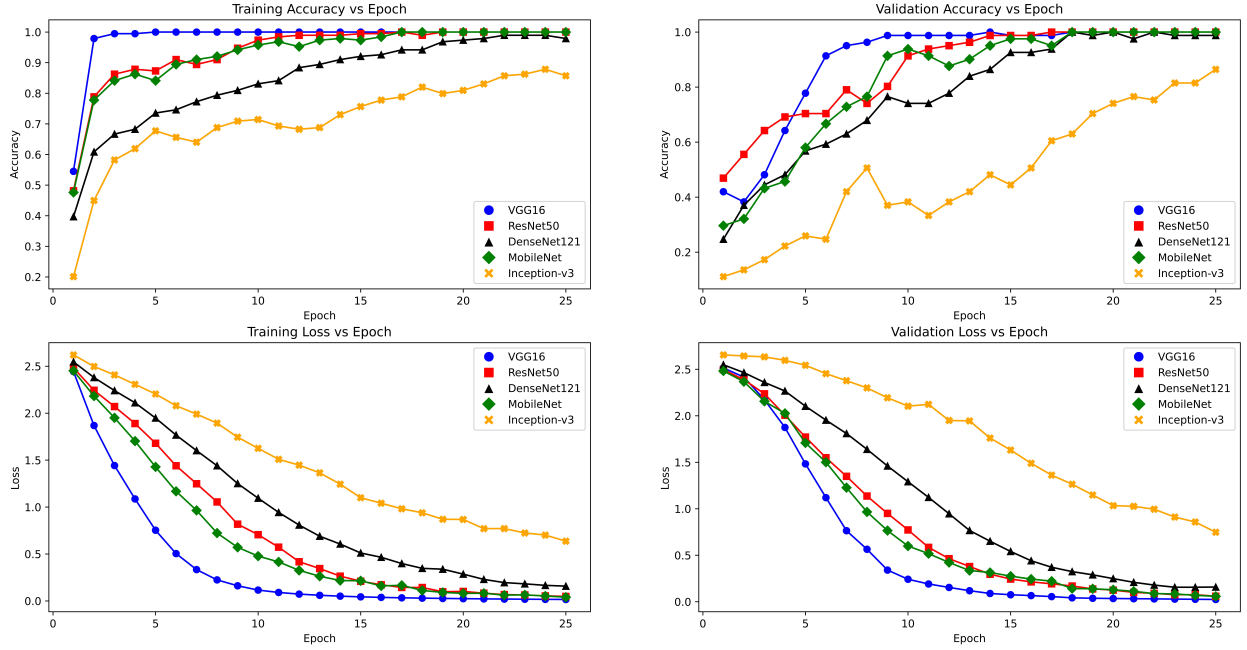 Training Accuracy vs Epoch
1.0
0.9
0.8
0.7
0.6
0.5
0.4
0.3
0.2
Accuracy
VGG16
ResNet50
DenseNet121
MobileNet
Inception-v3
0 5 10 15 20 25
Epoch
Validation Accuracy vs Epoch
1.0
0.8
0.6
0.4
0.2
Accuracy
VGG16
ResNet50
DenseNet121
MobileNet
Inception-v3
0 5 10 15 20 25
Epoch
Training Loss vs Epoch
2.5
2.0
1.5
1.0
0.5
0.0
Loss
VGG16
ResNet50
DenseNet121
MobileNet
Inception-v3
0 5 10 15 20 25
Epoch
Validation Loss vs Epoch
2.5
2.0
1.5
1.0
0.5
0.0
Loss
VGG16
ResNet50
DenseNet121
MobileNet
Inception-v3
0 5 10 15 20 25
Epoch